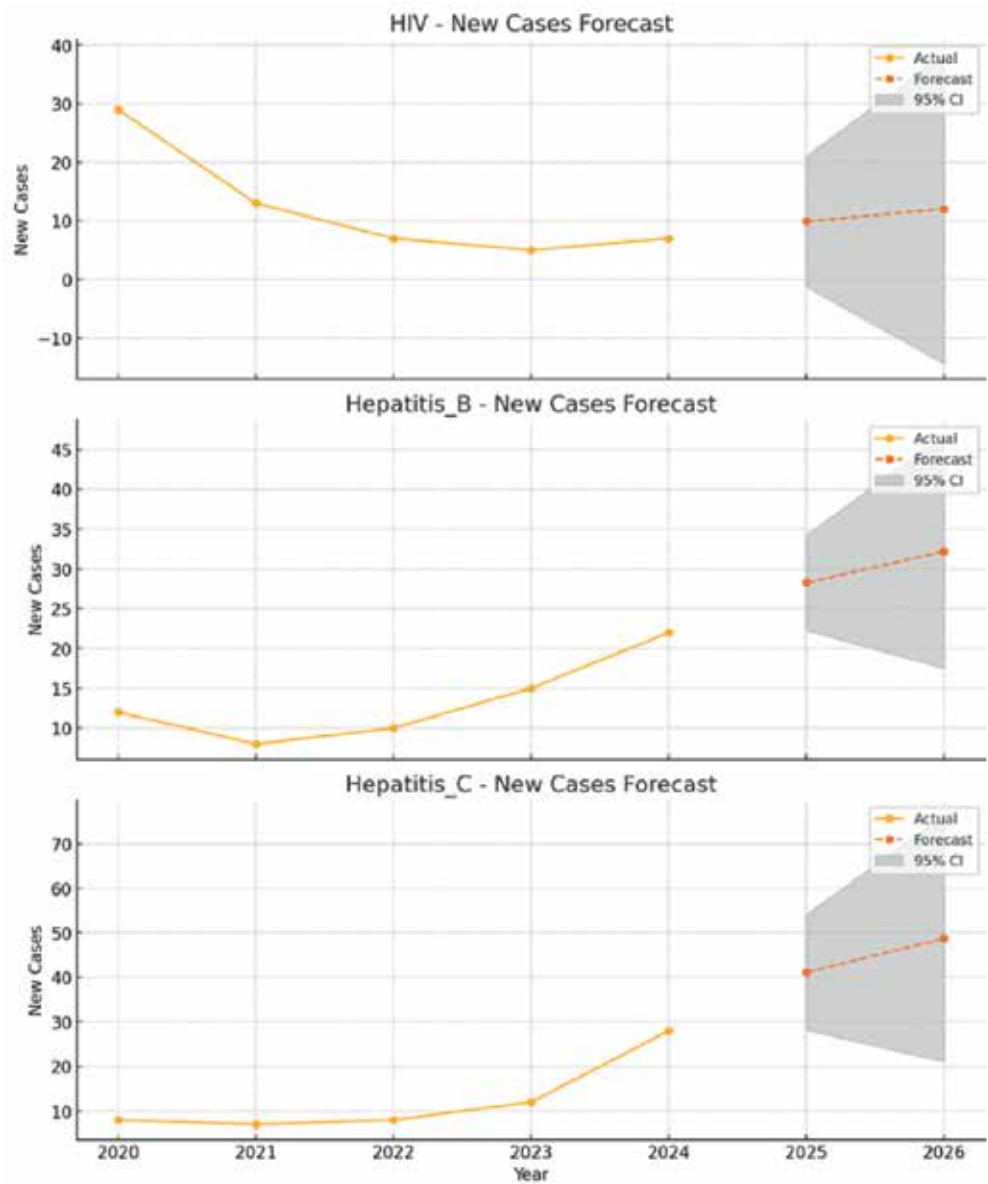 HIV - New Cases Forecast
40
30
20
10
0
−10
New Cases
Actual
Forecast
95% CI
Hepatitis_B - New Cases Forecast
45
40
35
30
25
20
15
10
New Cases
Actual
Forecast
95% CI
Hepatitis_C - New Cases Forecast
70
60
50
40
30
20
10
New Cases
Actual
Forecast
95% CI
2020 2021 2022 2023 2024 2025 2026
Year